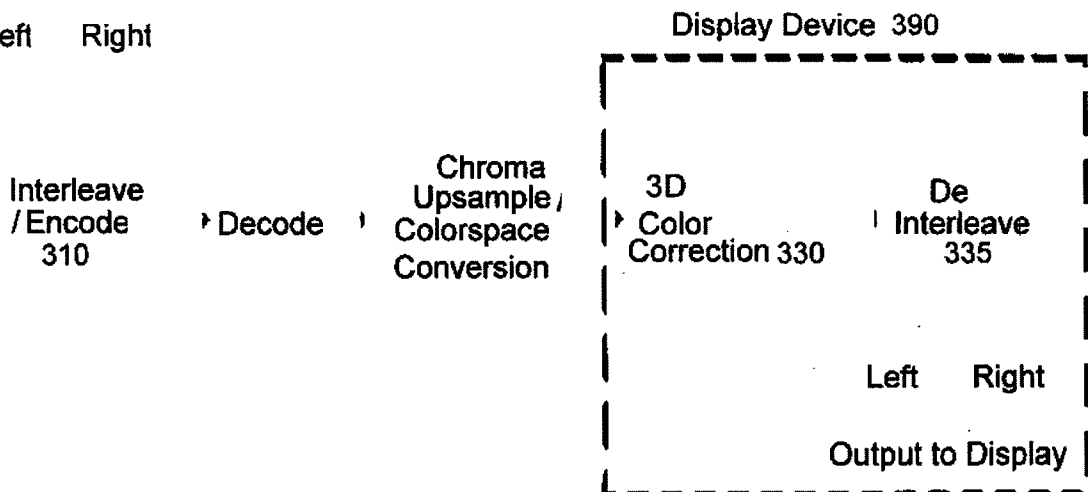 eft Right
Display Device 390
Interleave
/ Encode
310
Decode
Chroma
Upsample /
Colorspace
Conversion
3D
Color
Correction 330
De
Interleave
335
Left Right
Output to Display